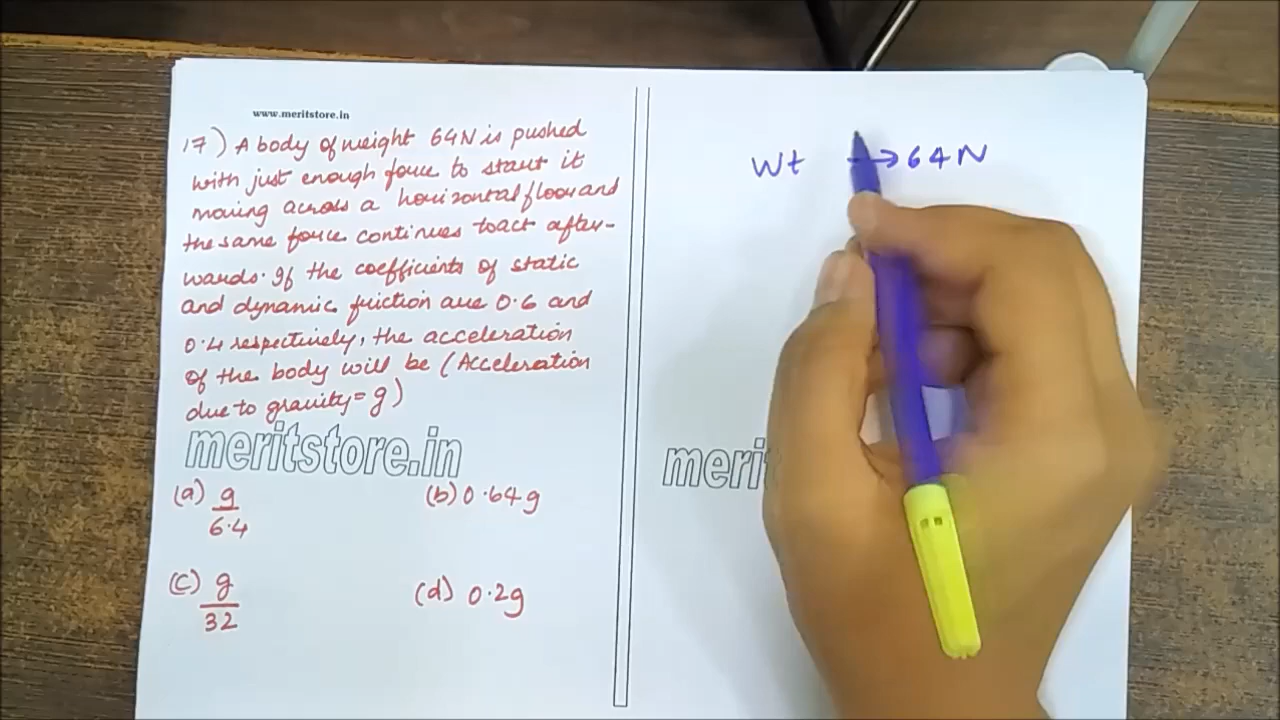 www.meritstore.in
17) A body of weight 64N is pushed
with just enough force to start it
moving across a horizontal floor and
the same force continues to act after-
wards. If the coefficients of static
and dynamic friction are 0.6 and
0.4 respectively, the acceleration
of the body will be (Acceleration
due to gravity = g)
meritstore.in
(a) g/6.4 (b) 0.64g
(c) g/32 (d) 0.2g
Wt → 64N
merit